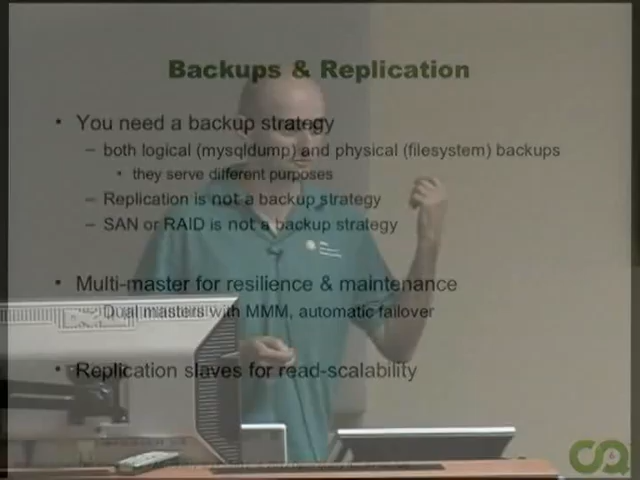 Backups & Replication
• You need a backup strategy
– both logical (mysqldump) and physical (filesystem) backups
• they serve different purposes
– Replication is not a backup strategy
– SAN or RAID is not a backup strategy
• Multi-master for resilience & maintenance
– Dual masters with MMM, automatic failover
• Replication slaves for read-scalability